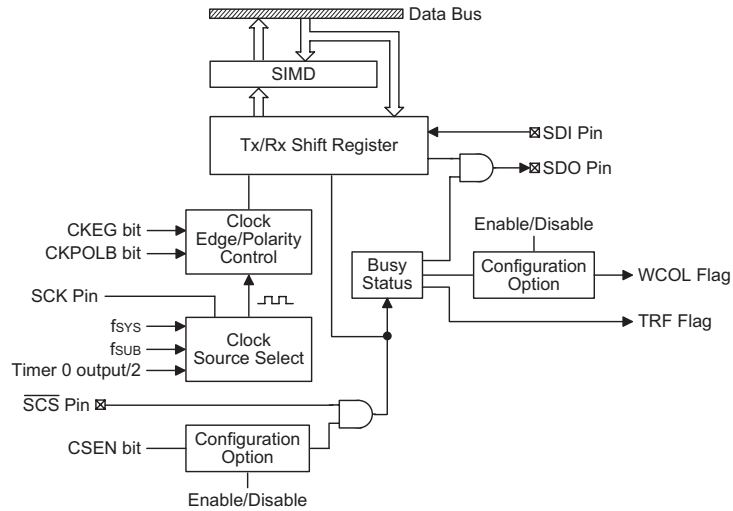 Data Bus
SIMD
Tx/Rx Shift Register
SDI Pin
SDO Pin
CKEG bit
CKPOLB bit
Clock
Edge/Polarity
Control
Enable/Disable
Busy
Status
Configuration
Option
WCOL Flag
TRF Flag
SCK Pin
fSYS
fSUB
Timer 0 output/2
Clock
Source Select
SCS Pin
CSEN bit
Configuration
Option
Enable/Disable